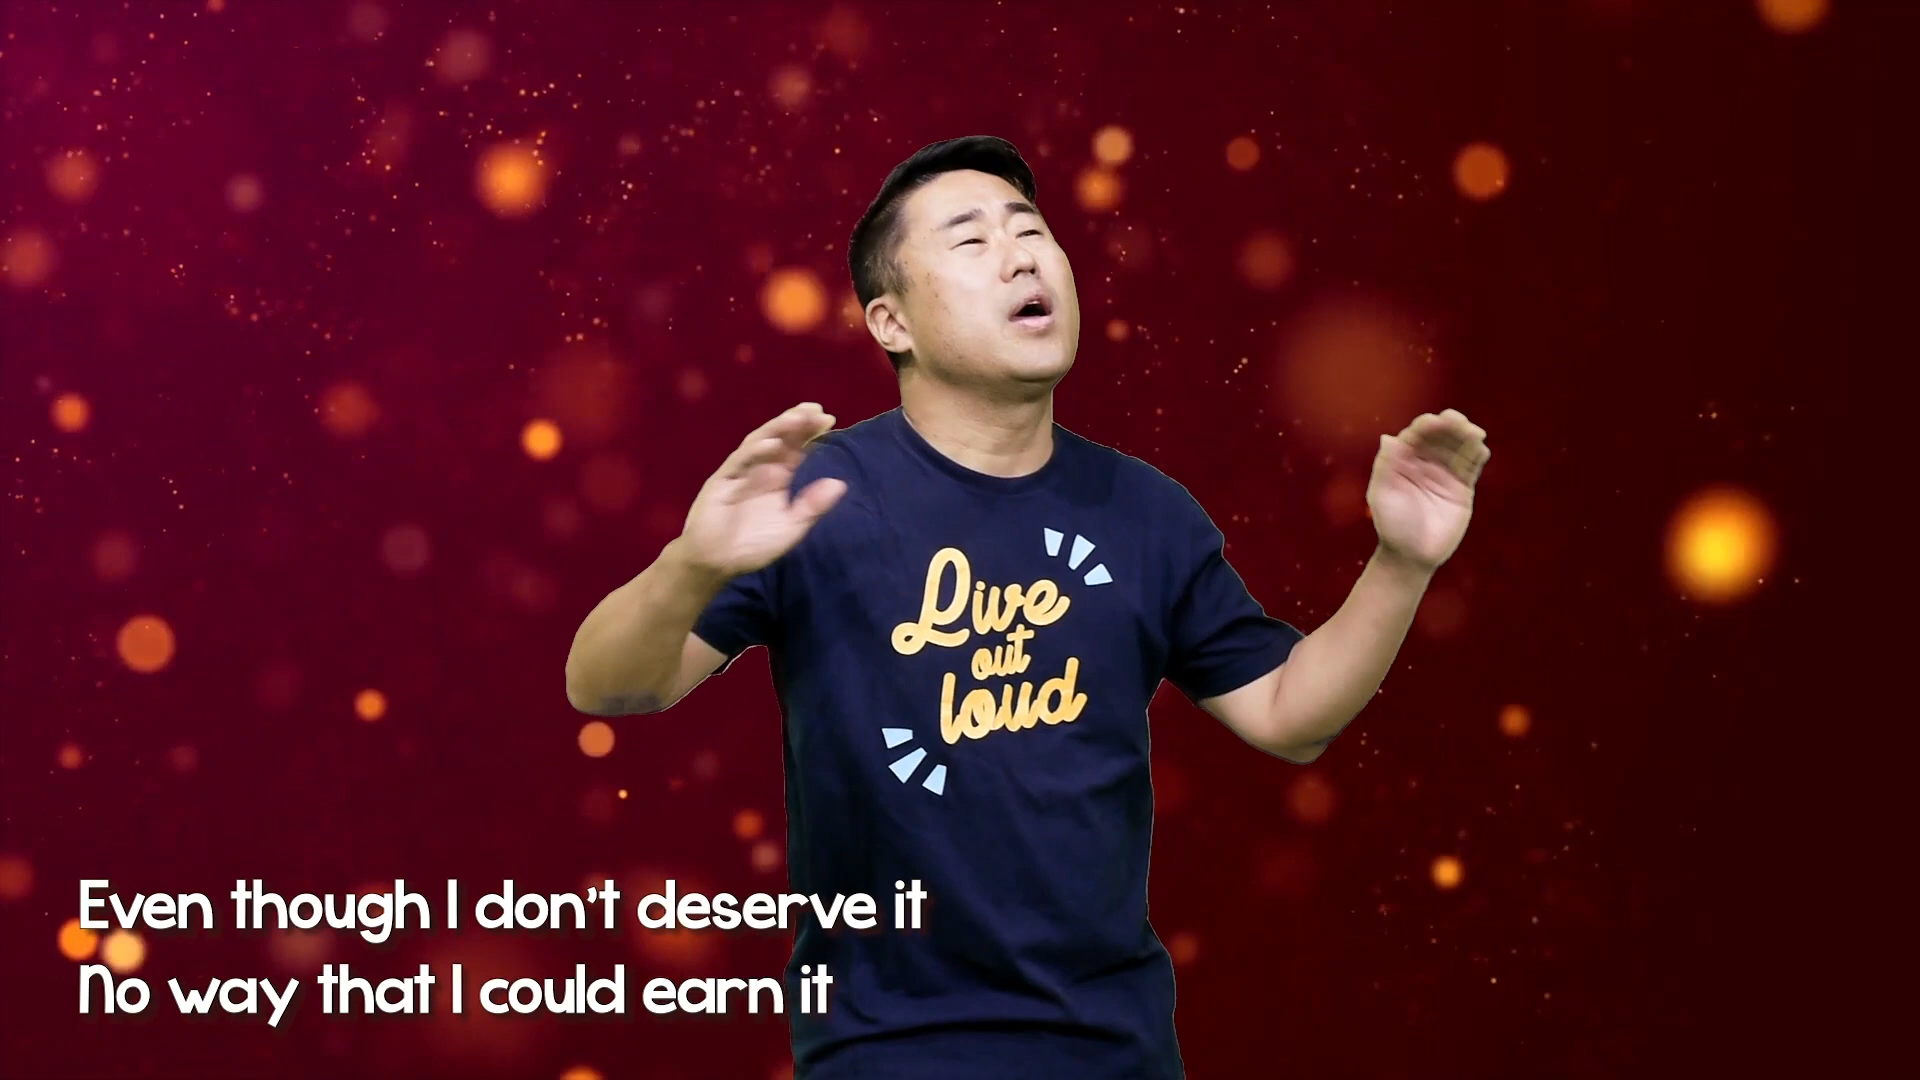 Live
out
loud
Even though I don't deserve it
No way that I could earn it